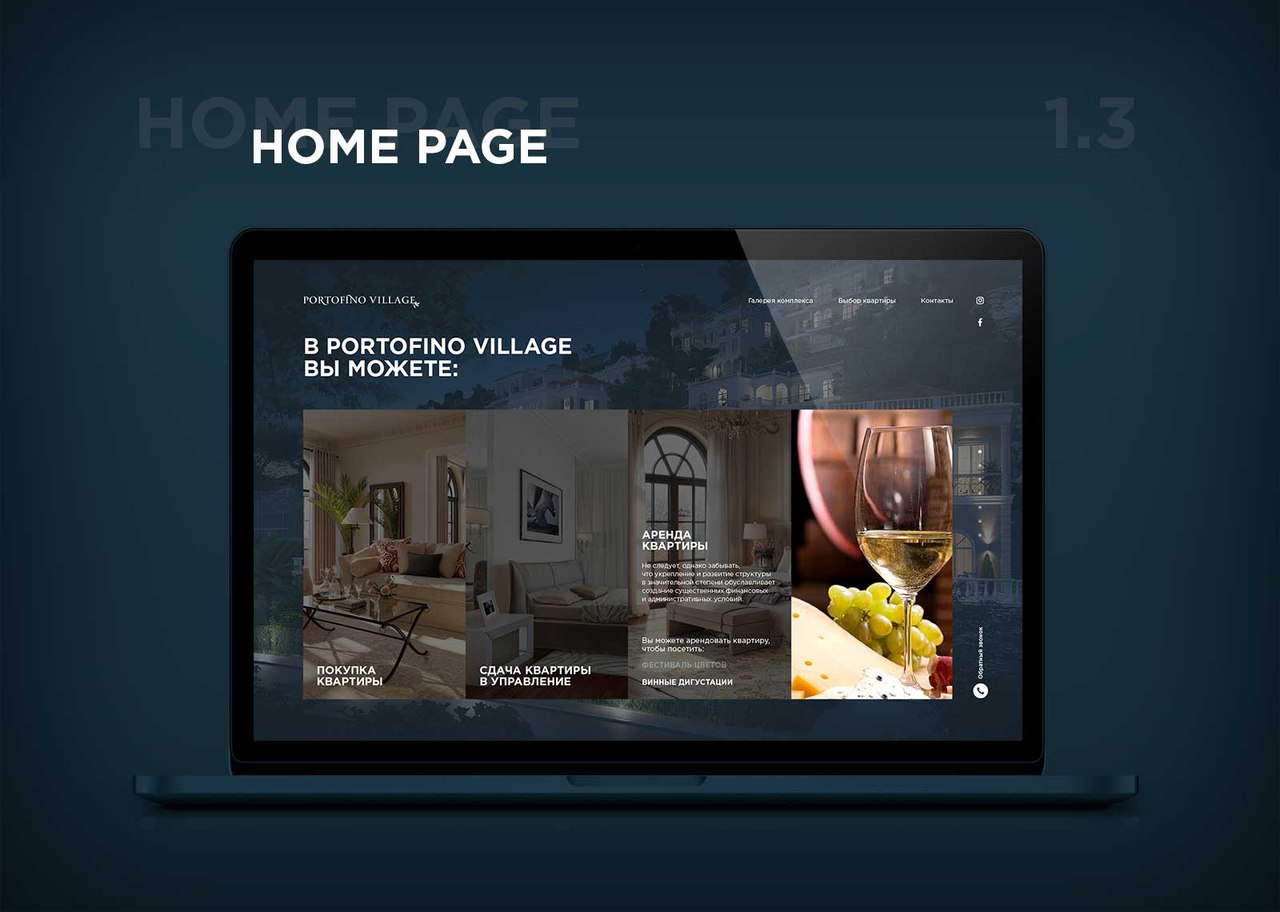 HOME PAGE
1.3
HOME PAGE
PORTOFINO VILLAGE
Галерея комплекса
Выбор квартиры
Контакты
В PORTOFINO VILLAGE
ВЫ МОЖЕТЕ:
АРЕНДА
КВАРТИРЫ
Не следует, однако забывать,
что укрепление и развитие структуры
в значительной степени обуславливает
создание существенных финансовых
и административных условий.
Вы можете арендовать квартиру,
чтобы посетить:
ФЕСТИВАЛЬ ЦВЕТОВ
ВИННЫЕ ДИГУСТАЦИИ
ПОКУПКА
КВАРТИРЫ
СДАЧА КВАРТИРЫ
В УПРАВЛЕНИЕ
Обратный звонок